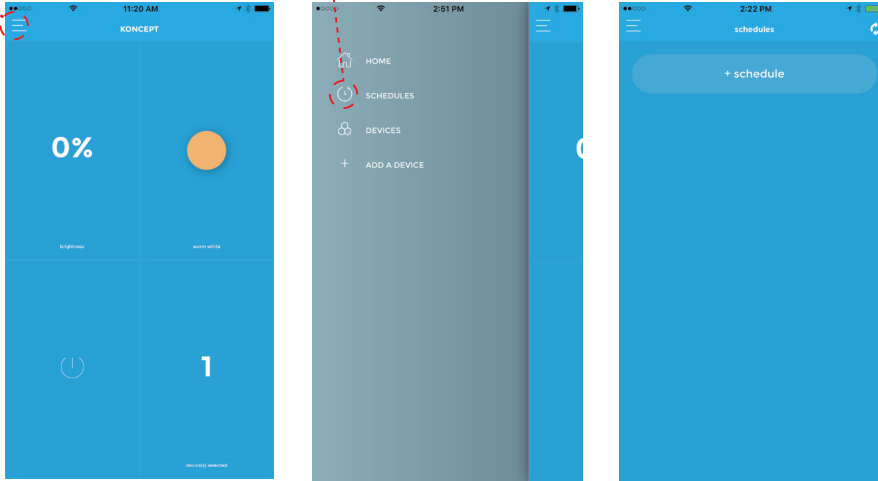 11:20 AM
KONCEPT
0%
brightness
warm white
1
device(s) selected
2:51 PM
HOME
SCHEDULES
DEVICES
ADD A DEVICE
2:22 PM
schedules
+ schedule